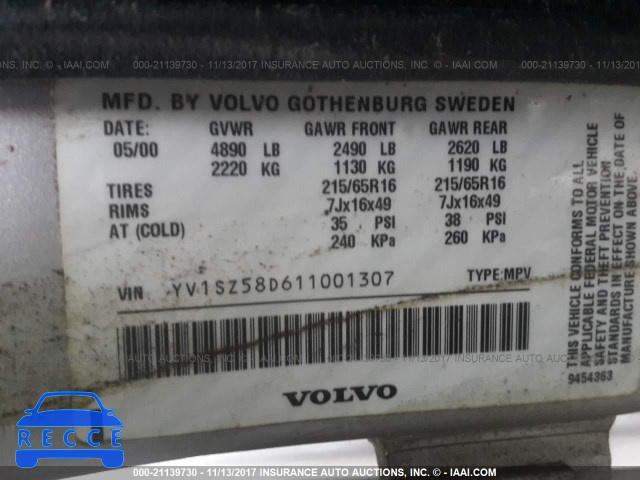 000-21139730 - 11/13/2017 INSURANCE AUTO AUCTIONS, INC. - © IAAI.COM
MFD. BY VOLVO GOTHENBURG SWEDEN
DATE: GVWR GAWR FRONT GAWR REAR
05/00 4890 LB 2490 LB 2620 LB
2220 KG 1130 KG 1190 KG
TIRES 215/65R16 215/65R16
RIMS 7Jx16x49 7Jx16x49
AT (COLD) 35 PSI 38 PSI
240 KPa 260 KPa
VIN YV1SZ58D611001307 TYPE:MPV
000-21139730 - 11/13/2017 INSURANCE AUTO AUCTIONS, INC. - © IAAI.COM
VOLVO
THIS VEHICLE CONFORMS TO ALL
APPLICABLE FEDERAL MOTOR VEHICLE
SAFETY AND THEFT PREVENTION
STANDARDS IN EFFECT ON THE DATE OF
MANUFACTURE SHOWN ABOVE.
9454363
RECCE
000-21139730 - 11/13/2017 INSURANCE AUTO AUCTIONS, INC. - © IAAI.COM